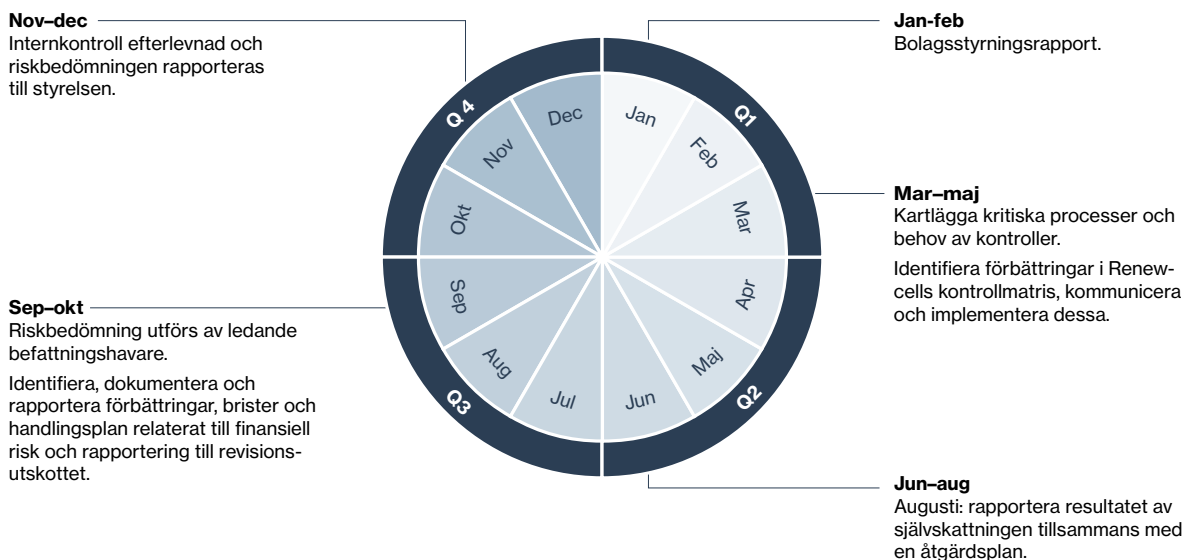 Nov–dec
Internkontroll efterlevnad och
riskbedömningen rapporteras
till styrelsen.
Jan-feb
Bolagsstyrningsrapport.
Q 4
Q1
Dec
Jan
Nov
Feb
Okt
Mar
Mar–maj
Kartlägga kritiska processer och
behov av kontroller.
Identifiera förbättringar i Renew-
cells kontrollmatris, kommunicera
och implementera dessa.
Sep
Apr
Sep–okt
Riskbedömning utförs av ledande
befattningshavare.
Identifiera, dokumentera och
rapportera förbättringar, brister och
handlingsplan relaterat till finansiell
risk och rapportering till revisions-
utskottet.
Aug
Maj
Jul
Jun
Q3
Q2
Jun–aug
Augusti: rapportera resultatet av
självskattningen tillsammans med
en åtgärdsplan.